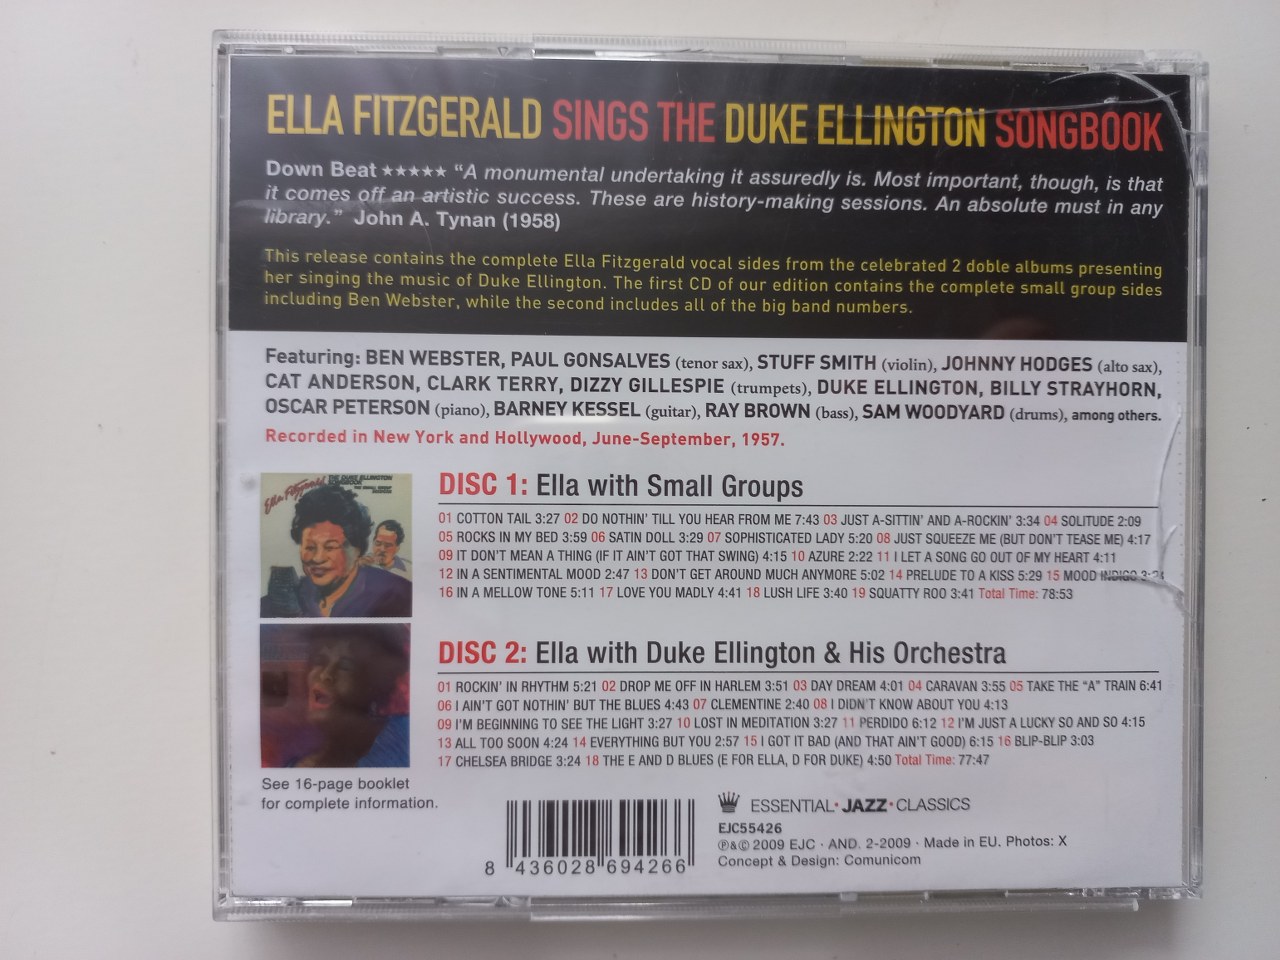 ELLA FITZGERALD SINGS THE DUKE ELLINGTON SONGBOOK
Down Beat ★★★★★ “A monumental undertaking it assuredly is. Most important, though, is that
it comes off an artistic success. These are history-making sessions. An absolute must in any
library.” John A. Tynan (1958)
This release contains the complete Ella Fitzgerald vocal sides from the celebrated 2 doble albums presenting
her singing the music of Duke Ellington. The first CD of our edition contains the complete small group sides
including Ben Webster, while the second includes all of the big band numbers.
Featuring: BEN WEBSTER, PAUL GONSALVES (tenor sax), STUFF SMITH (violin), JOHNNY HODGES (alto sax),
CAT ANDERSON, CLARK TERRY, DIZZY GILLESPIE (trumpets), DUKE ELLINGTON, BILLY STRAYHORN,
OSCAR PETERSON (piano), BARNEY KESSEL (guitar), RAY BROWN (bass), SAM WOODYARD (drums), among others.
Recorded in New York and Hollywood, June-September, 1957.
Ella Fitzgerald THE DUKE ELLINGTON
SONGBOOK
DISC 1: Ella with Small Groups
01 COTTON TAIL 3:27 02 DO NOTHIN' TILL YOU HEAR FROM ME 7:43 03 JUST A-SITTIN' AND A-ROCKIN' 3:34 04 SOLITUDE 2:09
05 ROCKS IN MY BED 3:59 06 SATIN DOLL 3:29 07 SOPHISTICATED LADY 5:20 08 JUST SQUEEZE ME (BUT DON'T TEASE ME) 4:17
09 IT DON'T MEAN A THING (IF IT AIN'T GOT THAT SWING) 4:15 10 AZURE 2:22 11 I LET A SONG GO OUT OF MY HEART 4:11
12 IN A SENTIMENTAL MOOD 2:47 13 DON'T GET AROUND MUCH ANYMORE 5:02 14 PRELUDE TO A KISS 5:29 15 MOOD INDIGO
16 IN A MELLOW TONE 5:11 17 LOVE YOU MADLY 4:41 18 LUSH LIFE 3:40 19 SQUATTY ROO 3:41 Total Time: 78:53
DISC 2: Ella with Duke Ellington & His Orchestra
01 ROCKIN' IN RHYTHM 5:21 02 DROP ME OFF IN HARLEM 3:51 03 DAY DREAM 4:01 04 CARAVAN 3:55 05 TAKE THE “A” TRAIN 6:41
06 I AIN'T GOT NOTHIN' BUT THE BLUES 4:43 07 CLEMENTINE 2:40 08 I DIDN'T KNOW ABOUT YOU 4:13
09 I'M BEGINNING TO SEE THE LIGHT 3:27 10 LOST IN MEDITATION 3:27 11 PERDIDO 6:12 12 I'M JUST A LUCKY SO AND SO 4:15
13 ALL TOO SOON 4:24 14 EVERYTHING BUT YOU 2:57 15 I GOT IT BAD (AND THAT AIN'T GOOD) 6:15 16 BLIP-BLIP 3:03
17 CHELSEA BRIDGE 3:24 18 THE E AND D BLUES (E FOR ELLA, D FOR DUKE) 4:50 Total Time: 77:47
See 16-page booklet
for complete information.
8 436028 694266
ESSENTIAL·JAZZ·CLASSICS
EJC55426
℗&© 2009 EJC · AND. 2-2009 · Made in EU. Photos: X
Concept & Design: Comunicom